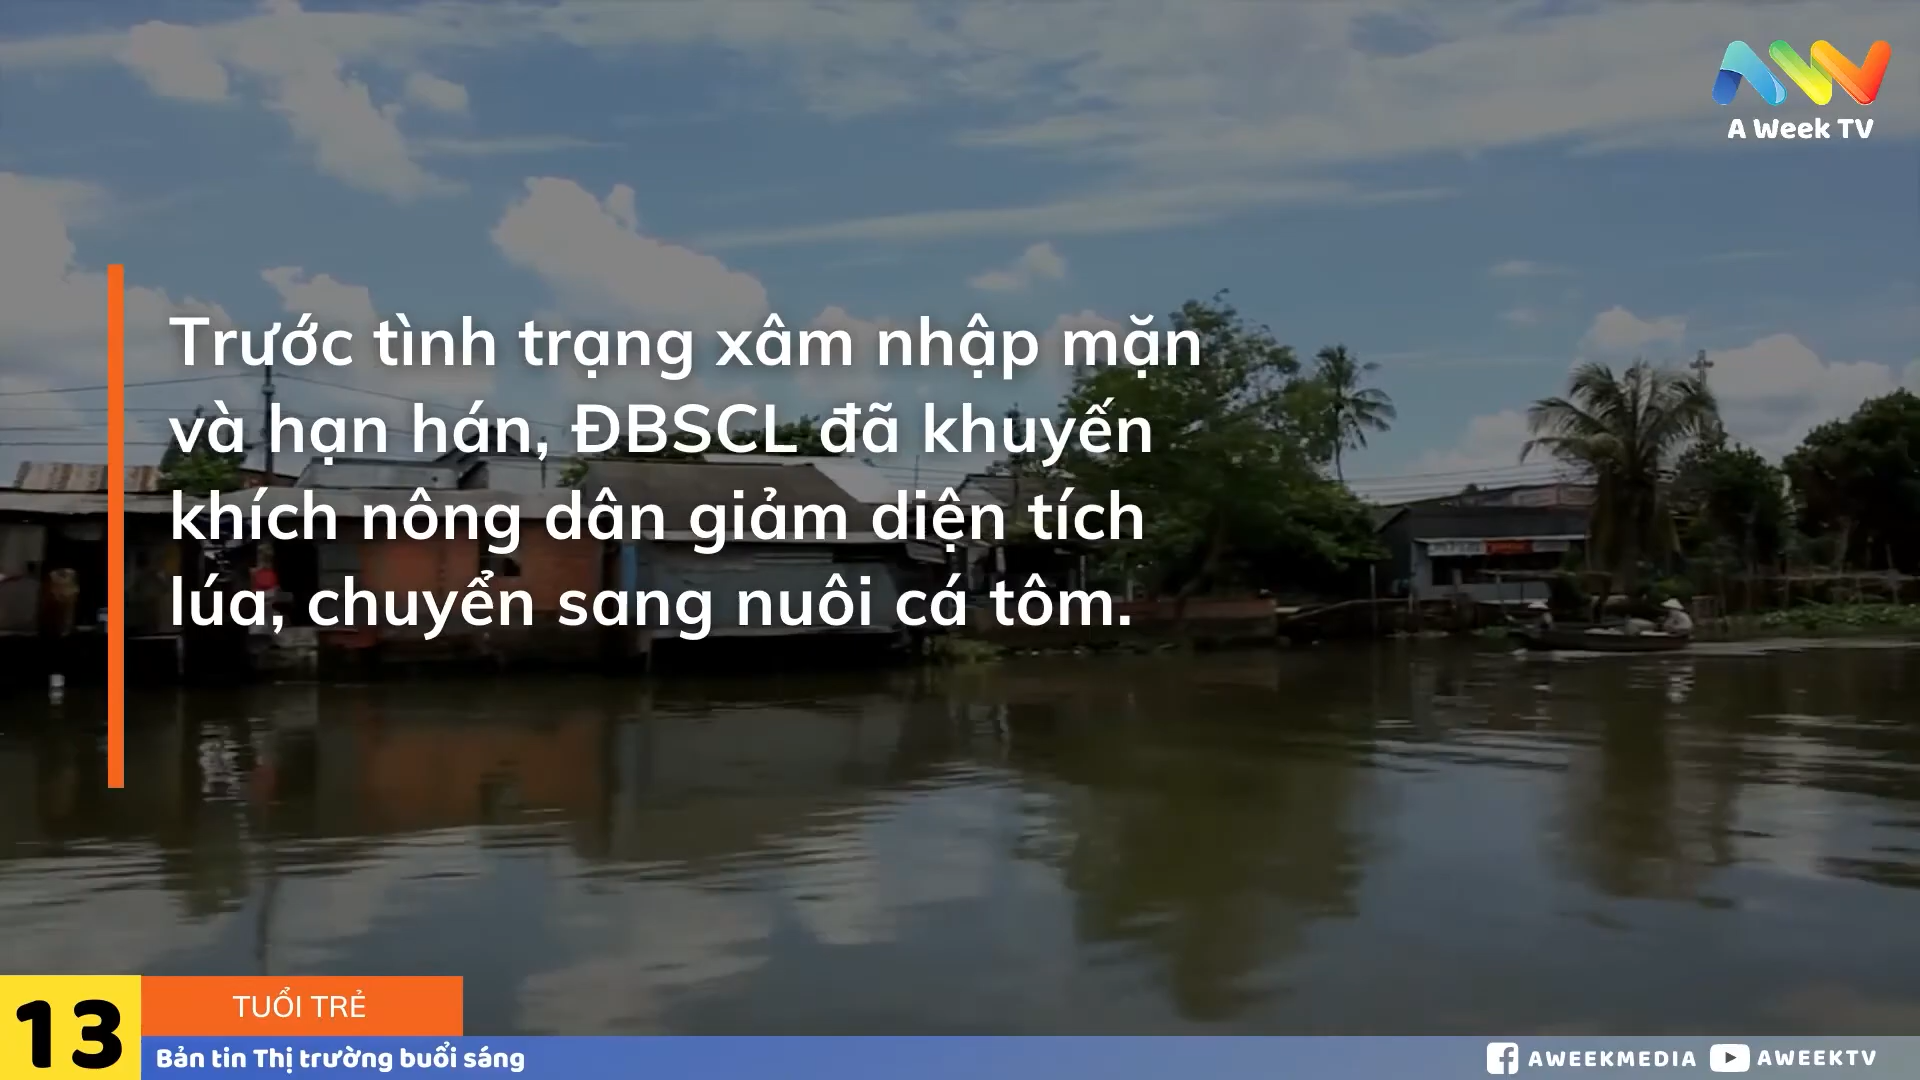 A Week TV
Trước tình trạng xâm nhập mặn
và hạn hán, ĐBSCL đã khuyến
khích nông dân giảm diện tích
lúa, chuyển sang nuôi cá tôm.
13
TUỔI TRẺ
Bản tin Thị trường buổi sáng
AWEEKMEDIA
AWEEKTV